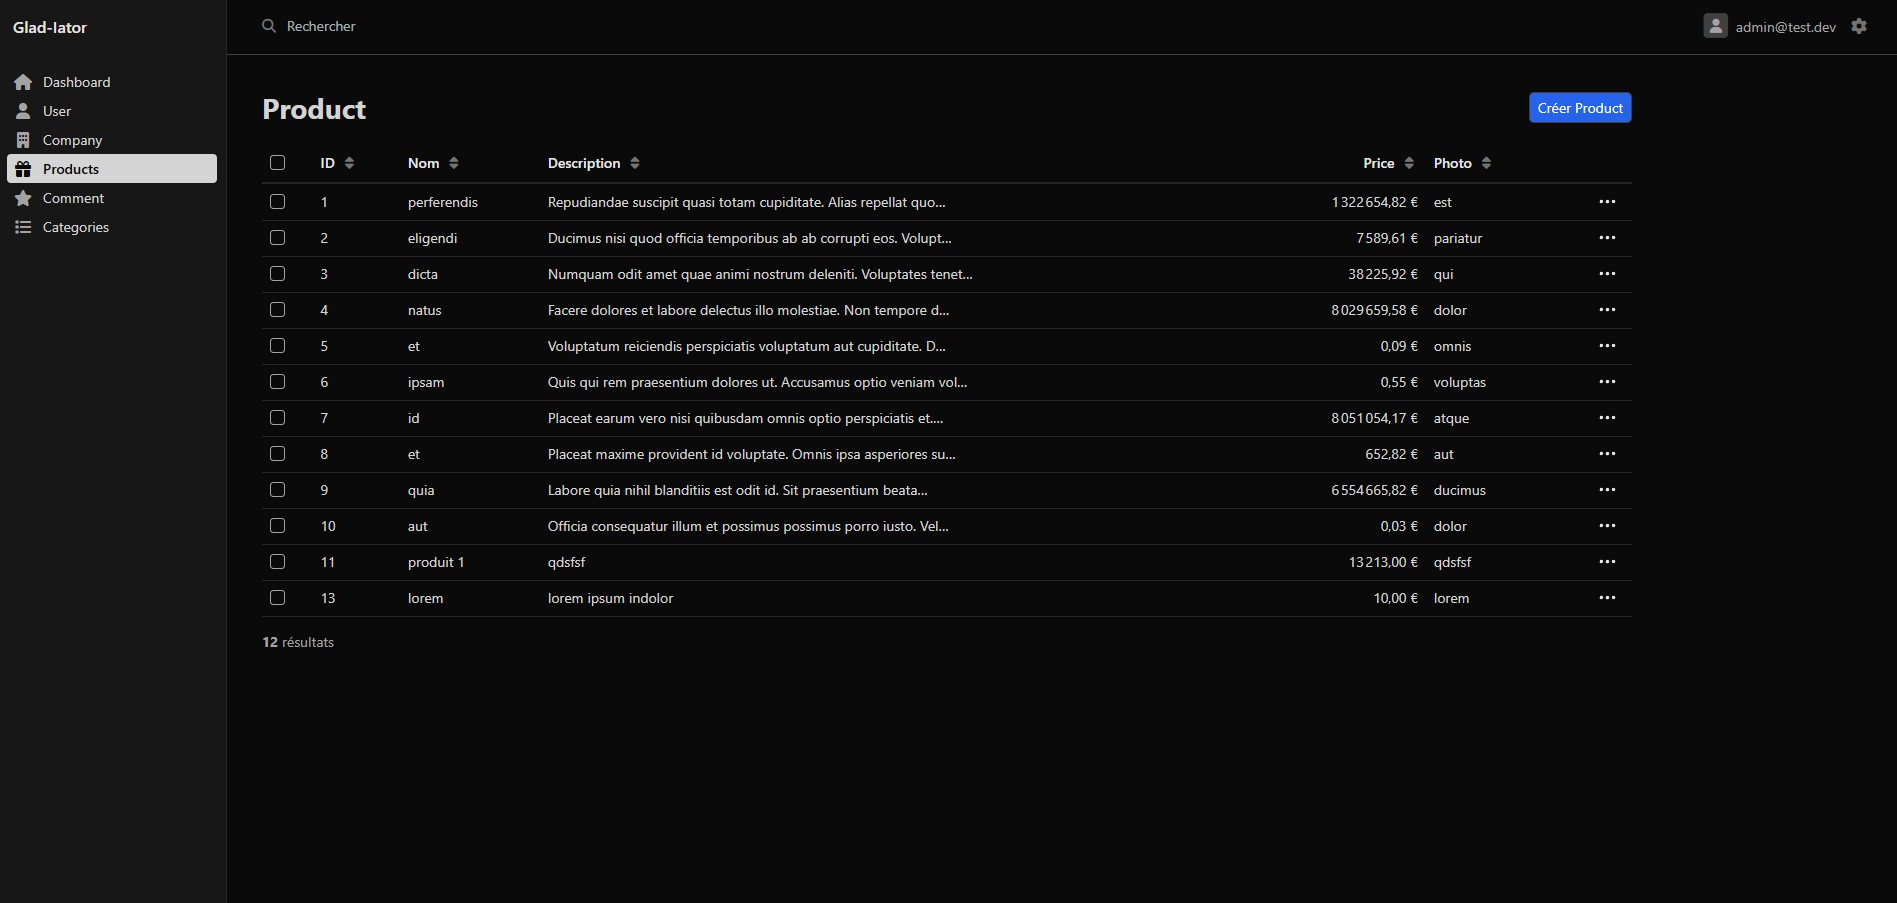 Glad-Iator
Rechercher
admin@test.dev
Dashboard
User
Company
Products
Comment
Categories
Product
Créer Product
ID Nom Description Price Photo
1 perferendis Repudiandae suscipit quasi totam cupiditate. Alias repellat quo... 1 322 654,82 € est
2 eligendi Ducimus nisi quod officia temporibus ab ab corrupti eos. Volupt... 7 589,61 € pariatur
3 dicta Numquam odit amet quae animi nostrum deleniti. Voluptates tenet... 38 225,92 € qui
4 natus Facere dolores et labore delectus illo molestiae. Non tempore d... 8 029 659,58 € dolor
5 et Voluptatum reiciendis perspiciatis voluptatum aut cupiditate. D... 0,09 € omnis
6 ipsam Quis qui rem praesentium dolores ut. Accusamus optio veniam vol... 0,55 € voluptas
7 id Placeat earum vero nisi quibusdam omnis optio perspiciatis et.... 8 051 054,17 € atque
8 et Placeat maxime provident id voluptate. Omnis ipsa asperiores su... 652,82 € aut
9 quia Labore quia nihil blanditiis est odit id. Sit praesentium beata... 6 554 665,82 € ducimus
10 aut Officia consequatur illum et possimus possimus porro iusto. Vel... 0,03 € dolor
11 produit 1 qdsfsf 13 213,00 € qdsfsf
13 lorem lorem ipsum indolor 10,00 € lorem
12 résultats